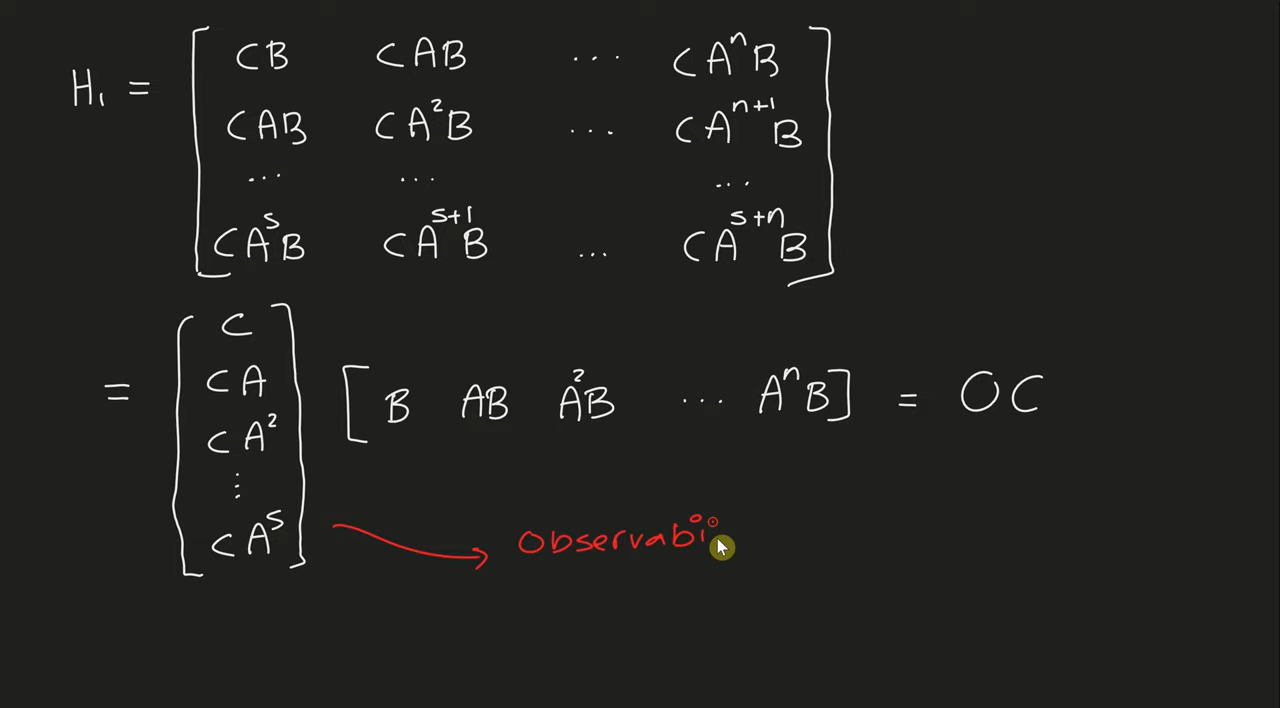 H₁ = [ CB CAB ... CAⁿB
CAB CA²B ... CAⁿ⁺¹B
... ... ...
CAˢB CAˢ⁺¹B ... CAˢ⁺ⁿB ]
= [ C
CA
CA²
⋮
CAˢ ] [ B AB A²B ... AⁿB ] = OC
Observabi